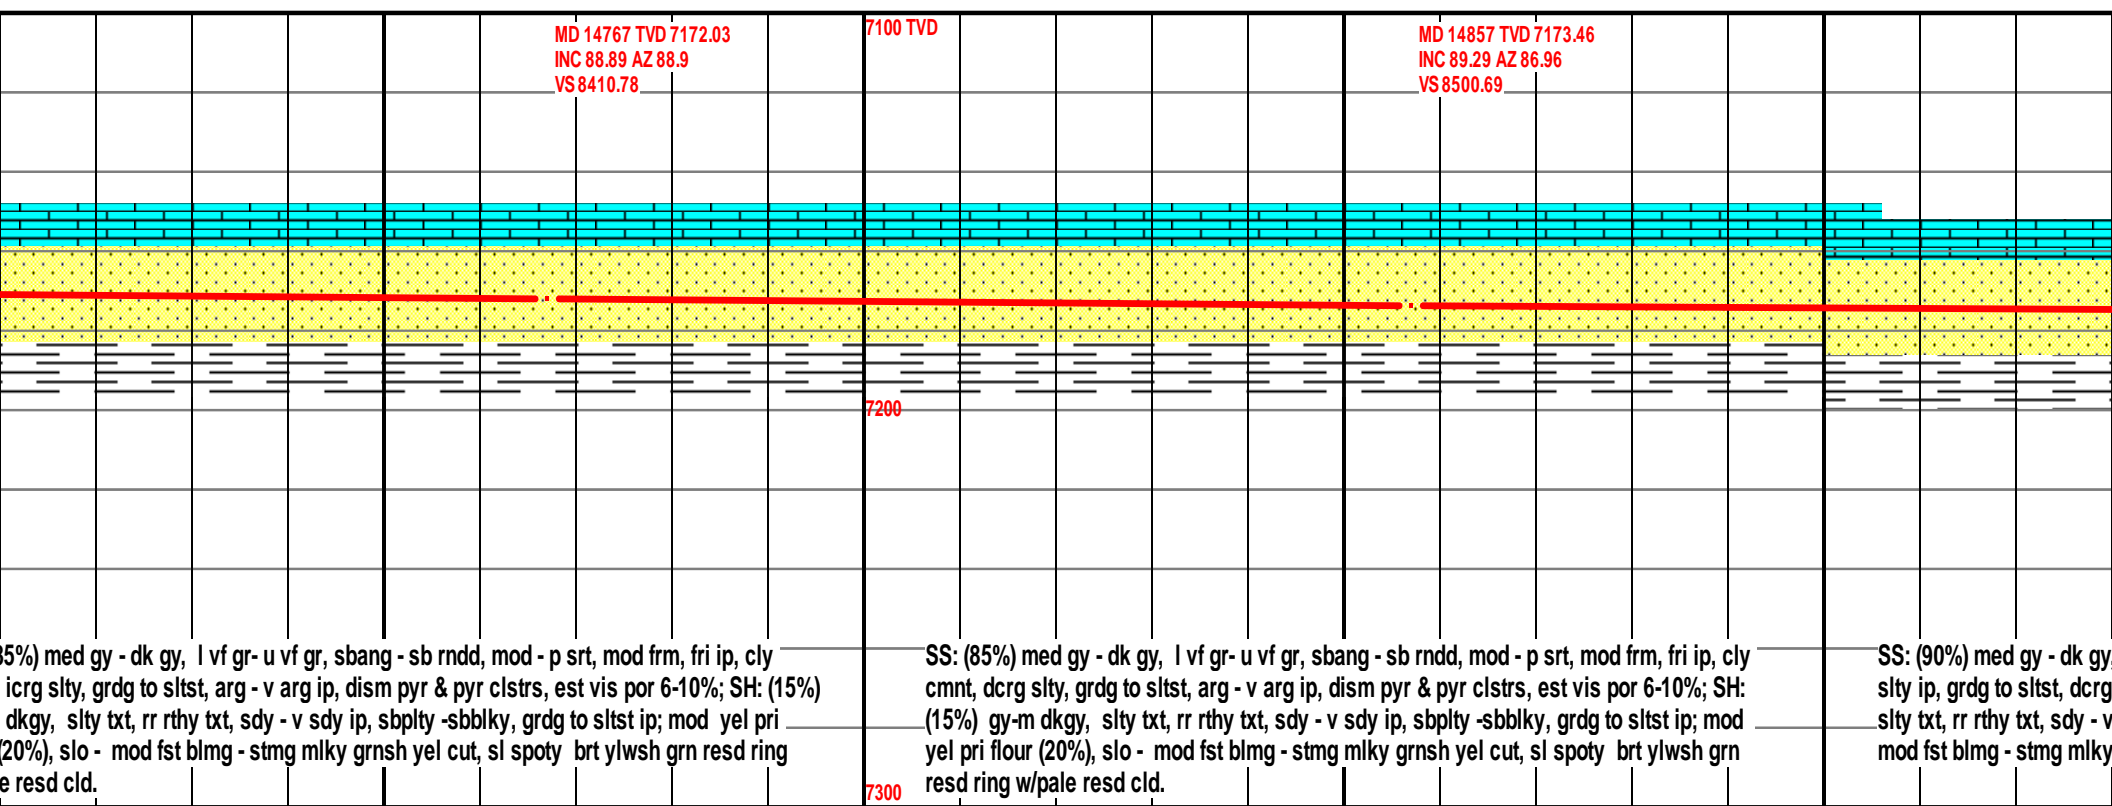 MD 14767 TVD 7172.03
INC 88.89 AZ 88.9
VS 8410.78
7100 TVD
MD 14857 TVD 7173.46
INC 89.29 AZ 86.96
VS 8500.69
7200
35%) med gy - dk gy, l vf gr- u vf gr, sbang - sb rndd, mod - p srt, mod frm, fri ip, cly
icrg slty, grdg to sltst, arg - v arg ip, dism pyr & pyr clstrs, est vis por 6-10%; SH: (15%)
dkgy, slty txt, rr rthy txt, sdy - v sdy ip, sbplty -sbblky, grdg to sltst ip; mod yel pri
(20%), slo - mod fst blmg - stmg mlky grnsh yel cut, sl spoty brt ylwsh grn resd ring
e resd cld.
SS: (85%) med gy - dk gy, l vf gr- u vf gr, sbang - sb rndd, mod - p srt, mod frm, fri ip, cly
cmnt, dcrg slty, grdg to sltst, arg - v arg ip, dism pyr & pyr clstrs, est vis por 6-10%; SH:
(15%) gy-m dkgy, slty txt, rr rthy txt, sdy - v sdy ip, sbplty -sbblky, grdg to sltst ip; mod
yel pri flour (20%), slo - mod fst blmg - stmg mlky grnsh yel cut, sl spoty brt ylwsh grn
resd ring w/pale resd cld.
SS: (90%) med gy - dk gy,
slty ip, grdg to sltst, dcrg
slty txt, rr rthy txt, sdy - v
mod fst blmg - stmg mlky
7300